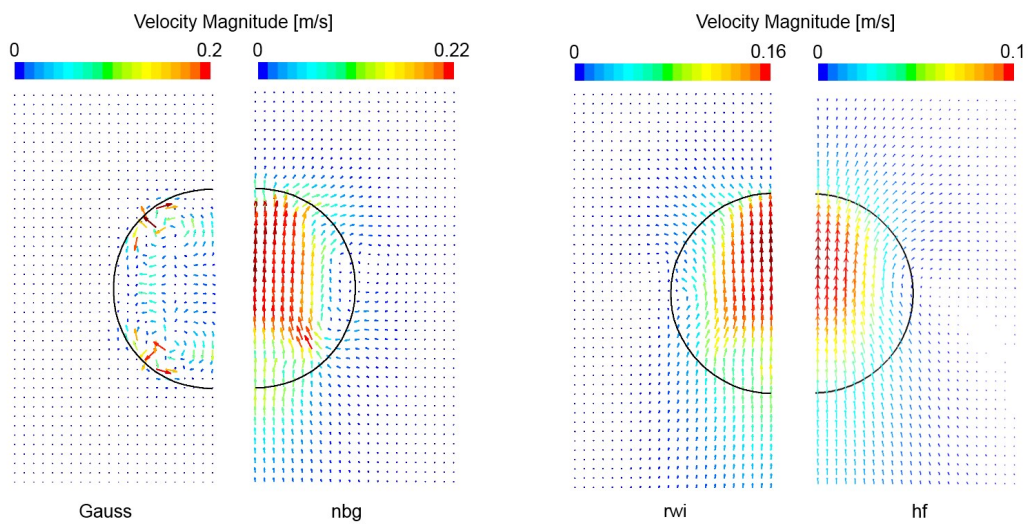 Velocity Magnitude [m/s] Velocity Magnitude [m/s]
0 0.2 0 0.22 0 0.16 0 0.1
Gauss nbg rwi hf